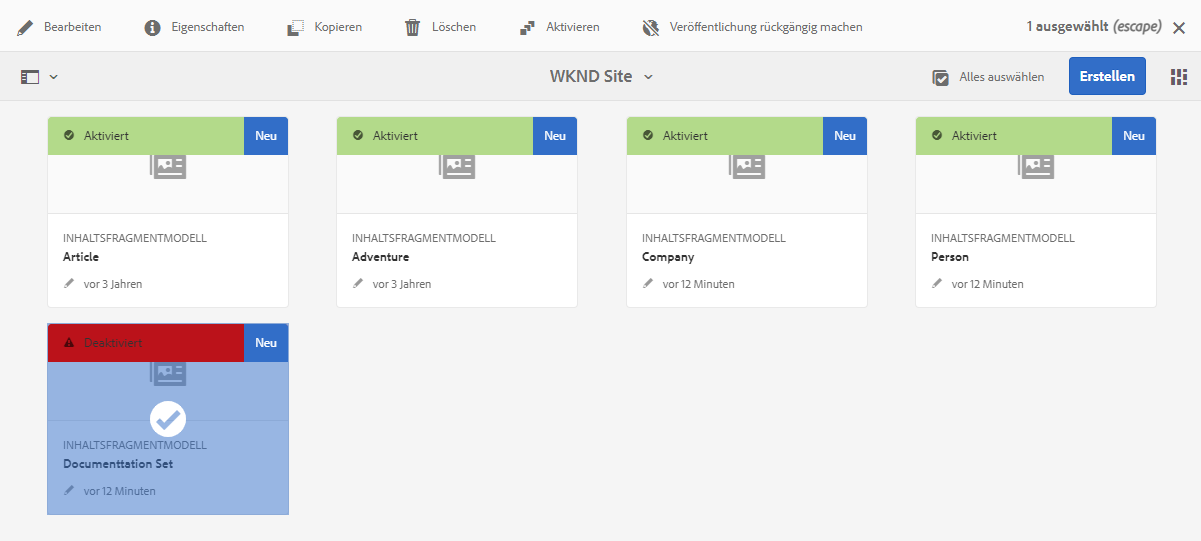 Bearbeiten Eigenschaften Kopieren Löschen Aktivieren Veröffentlichung rückgängig machen 1 ausgewählt (escape)
WKND Site Alles auswählen Erstellen
Aktiviert Neu Aktiviert Neu Aktiviert Neu Aktiviert Neu
INHALTSFRAGMENTMODELL INHALTSFRAGMENTMODELL INHALTSFRAGMENTMODELL INHALTSFRAGMENTMODELL
Article Adventure Company Person
vor 3 Jahren vor 3 Jahren vor 12 Minuten vor 12 Minuten
Deaktiviert Neu
INHALTSFRAGMENTMODELL
Documenttation Set
vor 12 Minuten